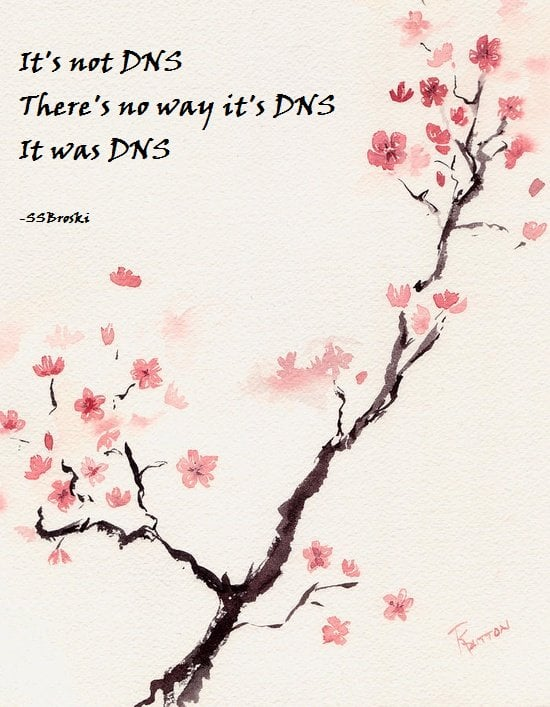 It's not DNS
There's no way it's DNS
It was DNS
-SSBroski